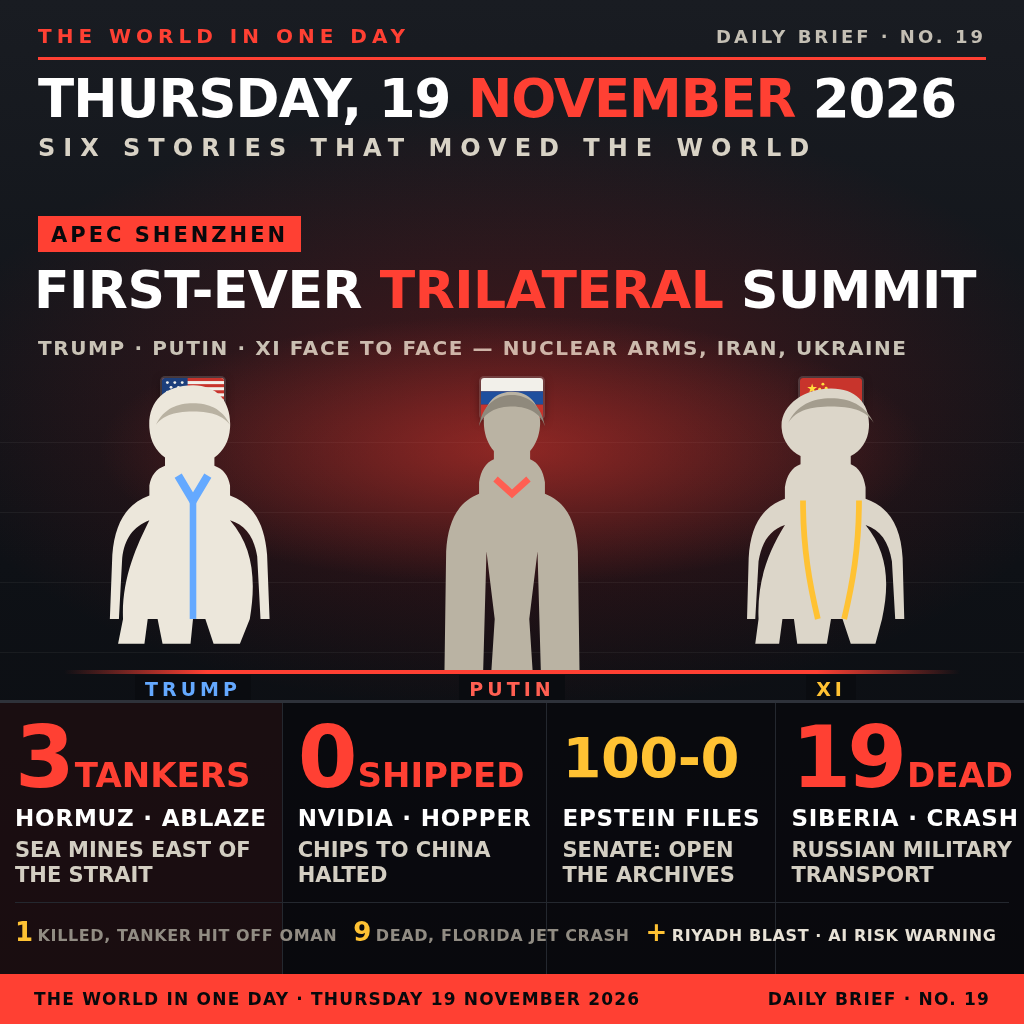 THE WORLD IN ONE DAY
DAILY BRIEF · NO. 19
THURSDAY, 19 NOVEMBER 2026
SIX STORIES THAT MOVED THE WORLD
APEC SHENZHEN
FIRST-EVER TRILATERAL SUMMIT
TRUMP · PUTIN · XI FACE TO FACE — NUCLEAR ARMS, IRAN, UKRAINE
TRUMP
PUTIN
XI
3 TANKERS
HORMUZ · ABLAZE
SEA MINES EAST OF
THE STRAIT
0 SHIPPED
NVIDIA · HOPPER
CHIPS TO CHINA
HALTED
100-0
EPSTEIN FILES
SENATE: OPEN
THE ARCHIVES
19 DEAD
SIBERIA · CRASH
RUSSIAN MILITARY
TRANSPORT
1 KILLED, TANKER HIT OFF OMAN
9 DEAD, FLORIDA JET CRASH
+ RIYADH BLAST · AI RISK WARNING
THE WORLD IN ONE DAY · THURSDAY 19 NOVEMBER 2026
DAILY BRIEF · NO. 19